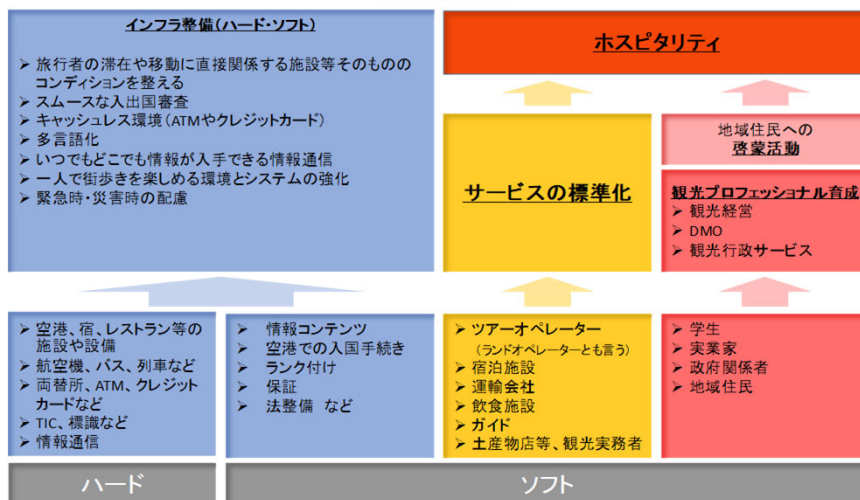 インフラ整備(ハード・ソフト)
➢ 旅行者の滞在や移動に直接関係する施設等そのものの
コンディションを整える
➢ スムースな入出国審査
➢ キャッシュレス環境(ATMやクレジットカード)
➢ 多言語化
➢ いつでもどこでも情報が入手できる情報通信
➢ 一人で街歩きを楽しめる環境とシステムの強化
➢ 緊急時・災害時の配慮
ホスピタリティ
サービスの標準化
地域住民への
啓蒙活動
観光プロフェッショナル育成
➢ 観光経営
➢ DMO
➢ 観光行政サービス
➢ 空港、宿、レストラン等の
施設や設備
➢ 航空機、バス、列車など
➢ 両替所、ATM、クレジット
カードなど
➢ TIC、標識など
➢ 情報通信
➢ 情報コンテンツ
➢ 空港での入国手続き
➢ ランク付け
➢ 保証
➢ 法整備 など
➢ ツアーオペレーター
(ランドオペレーターとも言う)
➢ 宿泊施設
➢ 運輸会社
➢ 飲食施設
➢ ガイド
➢ 土産物店等、観光実務者
➢ 学生
➢ 実業家
➢ 政府関係者
➢ 地域住民
ハード
ソフト